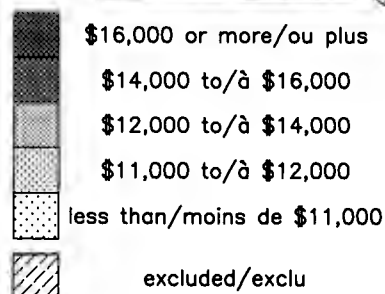 $16,000 or more/ou plus
$14,000 to/à $16,000
$12,000 to/à $14,000
$11,000 to/à $12,000
less than/moins de $11,000
excluded/exclu